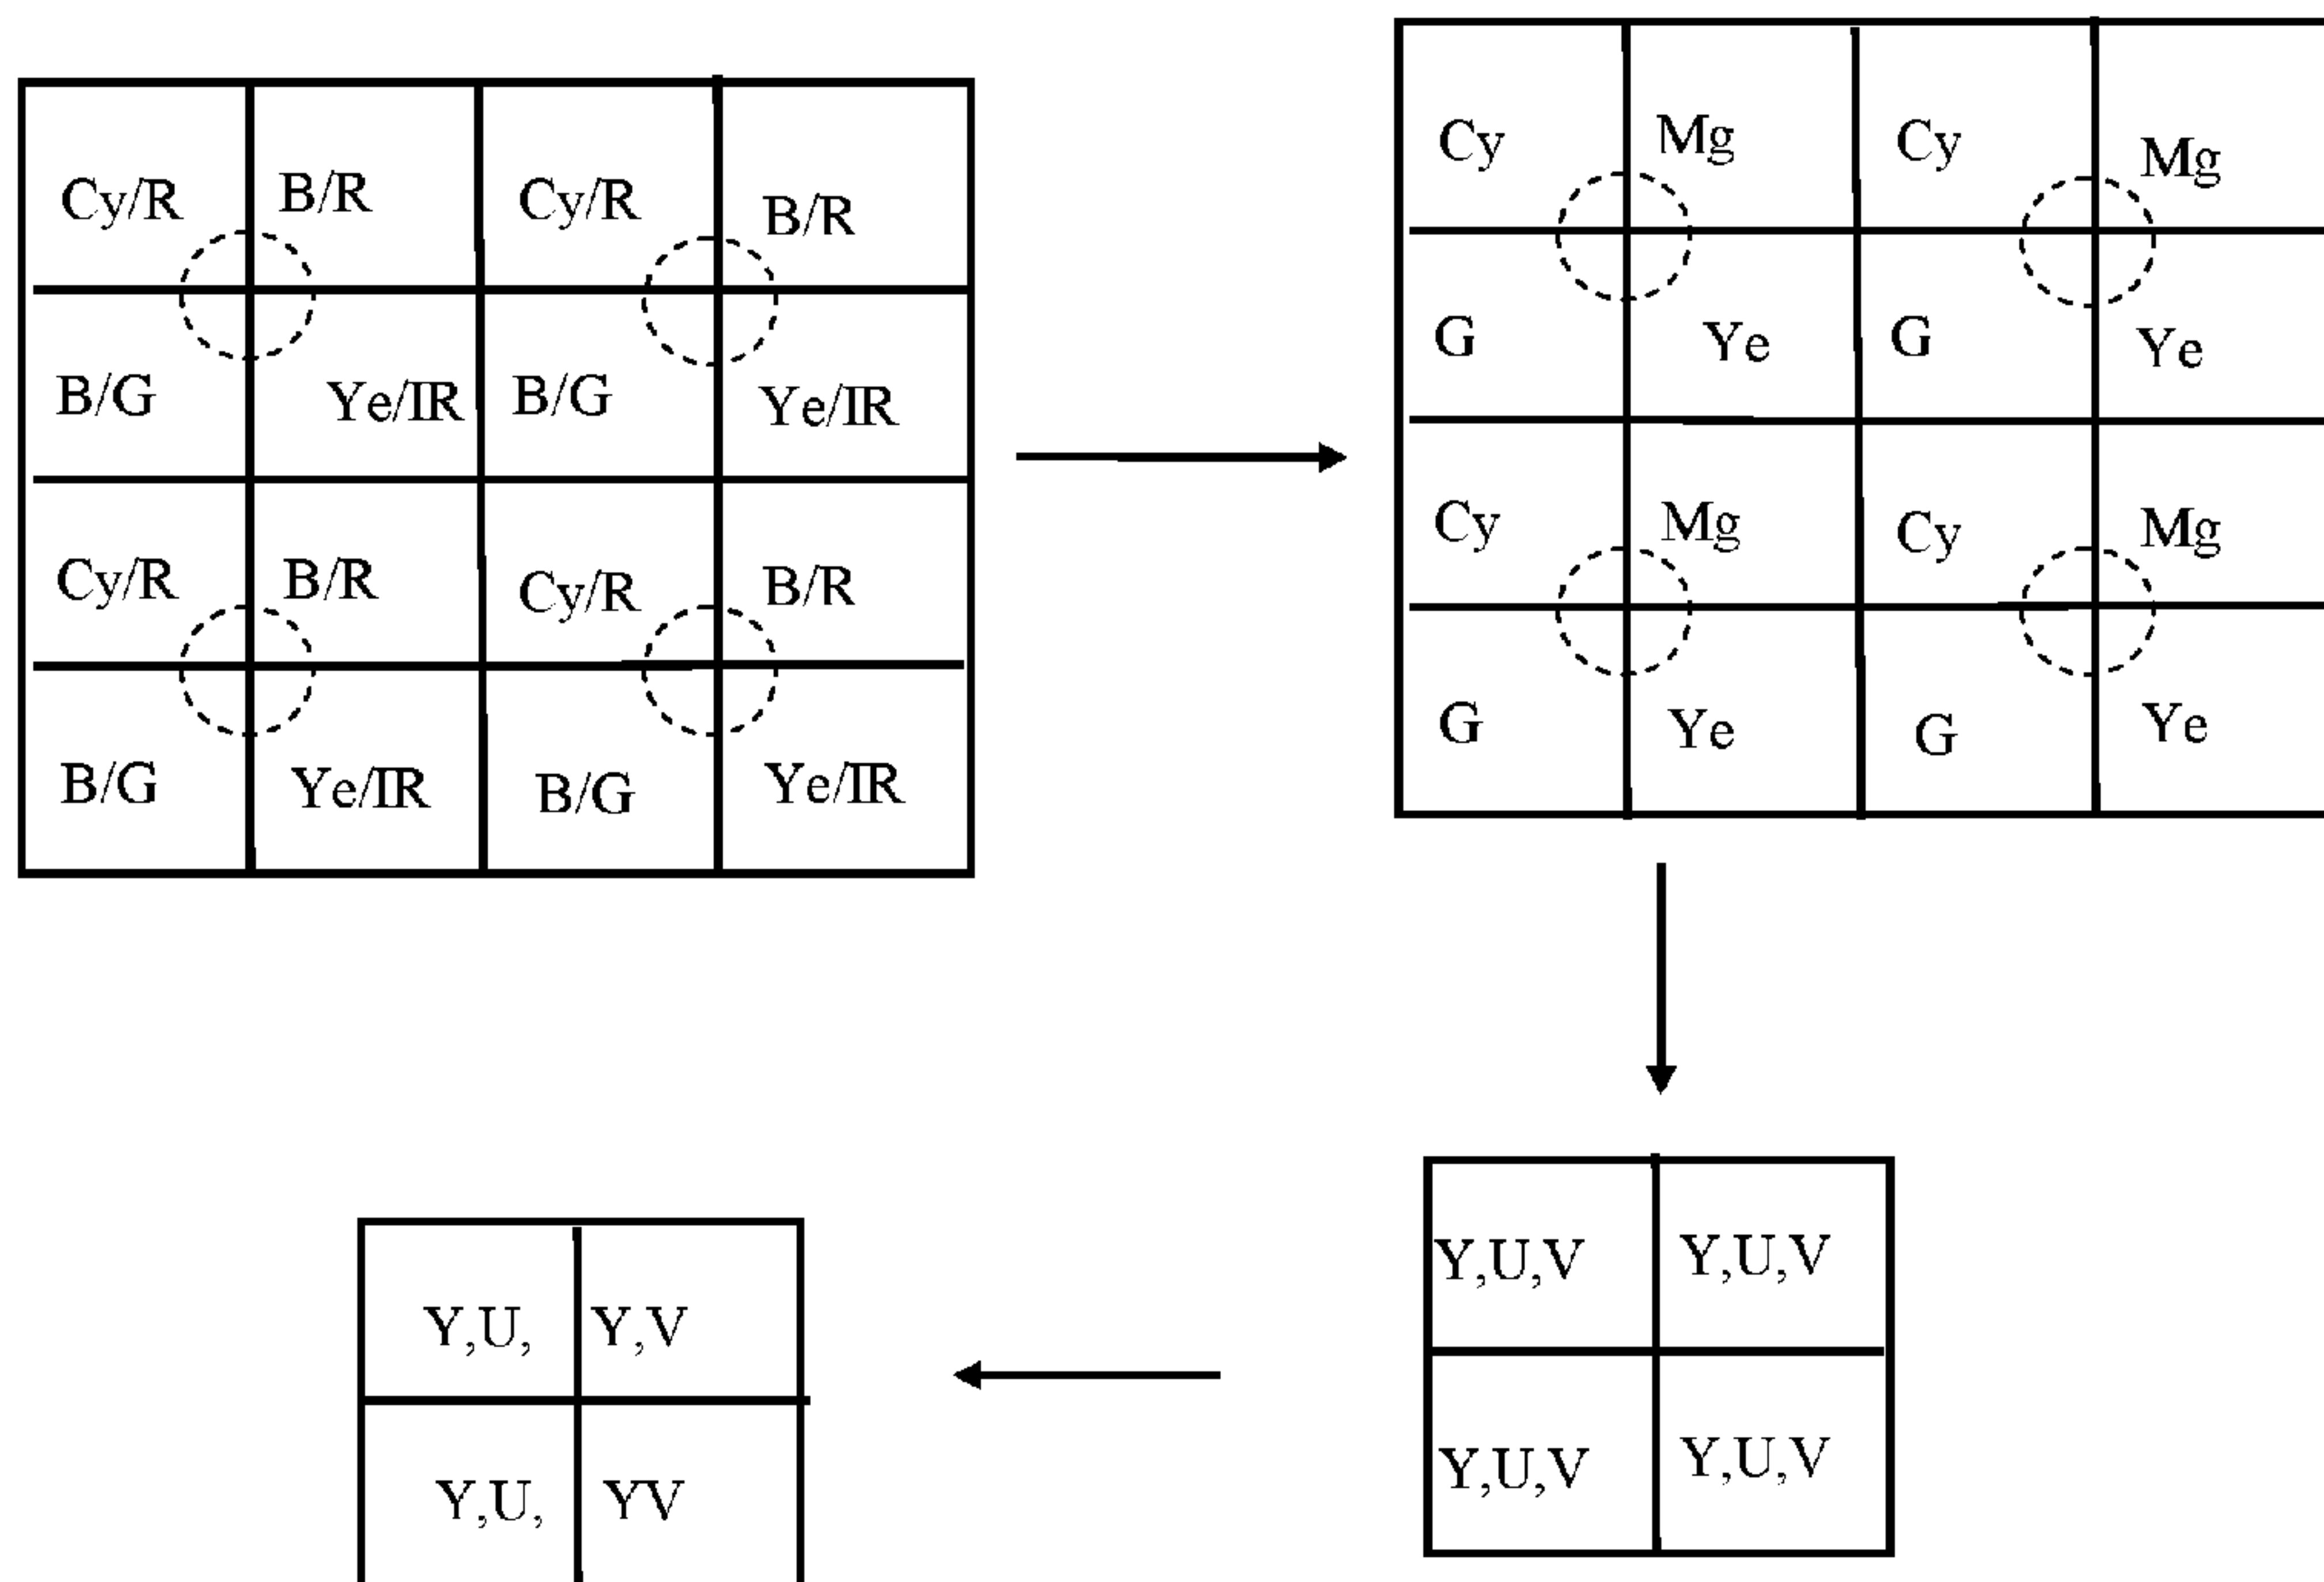 Cy/R B/R Cy/R B/R
B/G Ye/IR B/G Ye/IR
Cy/R B/R Cy/R B/R
B/G Ye/IR B/G Ye/IR
Cy Mg Cy Mg
G Ye G Ye
Cy Mg Cy Mg
G Ye G Ye
Y,U,V Y,U,V
Y,U,V Y,U,V
Y,U, Y,V
Y,U, YV